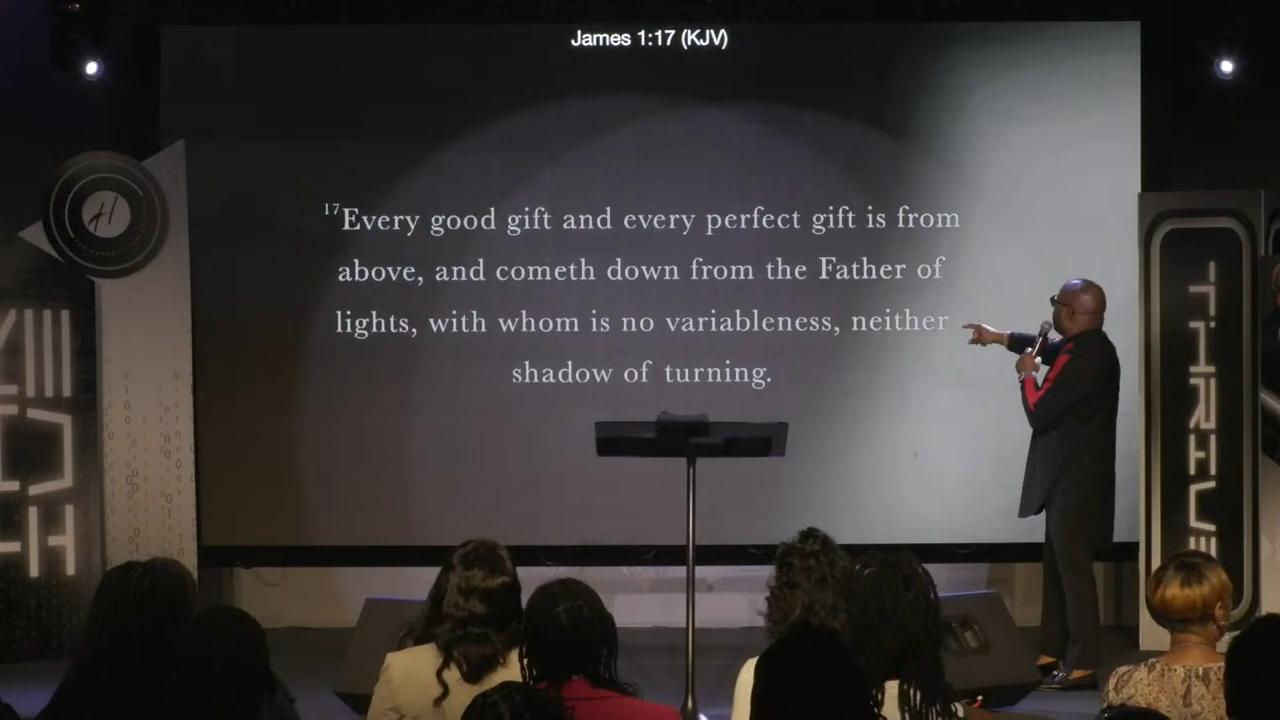 James 1:17 (KJV)
17Every good gift and every perfect gift is from
above, and cometh down from the Father of
lights, with whom is no variableness, neither
shadow of turning.
H
THRIVE